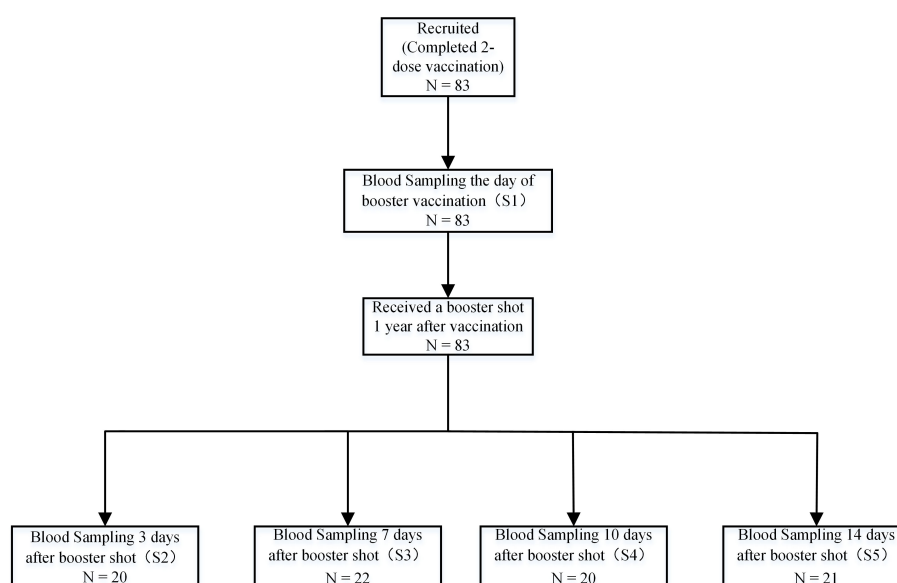 Recruited
(Completed 2-
dose vaccination)
N = 83
Blood Sampling the day of
booster vaccination（S1）
N = 83
Received a booster shot
1 year after vaccination
N = 83
Blood Sampling 3 days
after booster shot（S2）
N = 20
Blood Sampling 7 days
after booster shot（S3）
N = 22
Blood Sampling 10 days
after booster shot（S4）
N = 20
Blood Sampling 14 days
after booster shot（S5）
N = 21